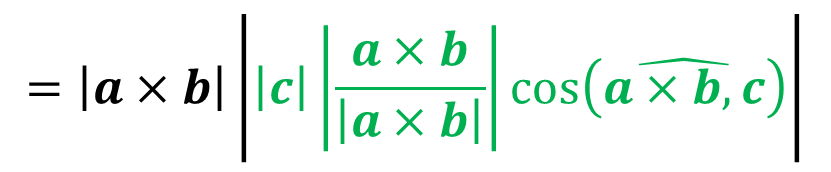 = |a × b| | |c| | (a × b) / |a × b| | cos(a × b, c) |